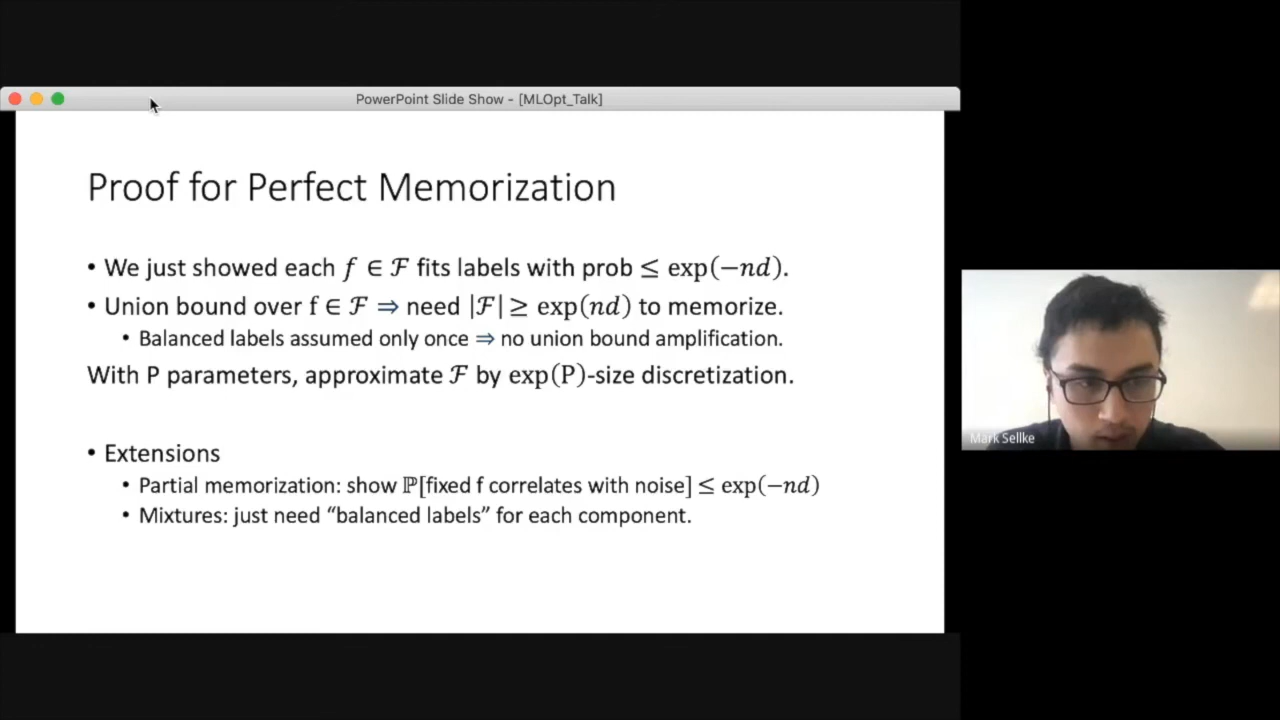 PowerPoint Slide Show - [MLOpt_Talk]
Proof for Perfect Memorization
• We just showed each f ∈ ℱ fits labels with prob ≤ exp(−nd).
• Union bound over f ∈ ℱ ⇒ need |ℱ| ≥ exp(nd) to memorize.
• Balanced labels assumed only once ⇒ no union bound amplification.
With P parameters, approximate ℱ by exp(P)-size discretization.
• Extensions
• Partial memorization: show ℙ[fixed f correlates with noise] ≤ exp(−nd)
• Mixtures: just need “balanced labels” for each component.
Mark Sellke